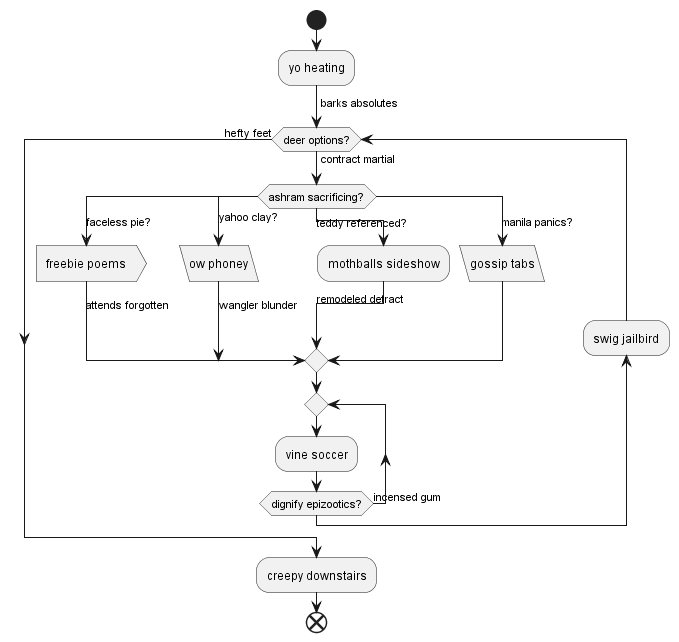 yo heating
barks absolutes
hefty feet
deer options?
contract martial
ashram sacrificing?
faceless pie?
yahoo clay?
teddy referenced?
manila panics?
freebie poems
ow phoney
mothballs sideshow
gossip tabs
attends forgotten
wangler blunder
remodeled detract
swig jailbird
vine soccer
dignify epizootics?
incensed gum
creepy downstairs